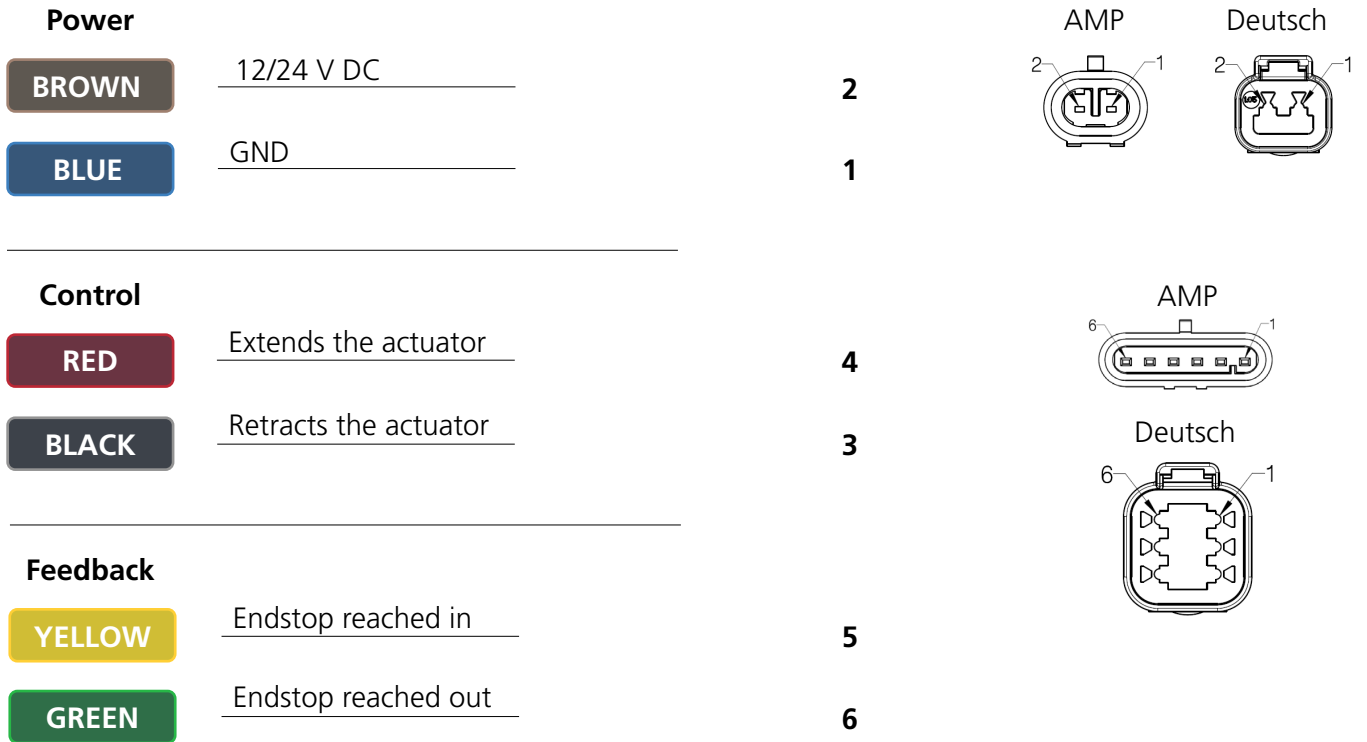 Power
AMP Deutsch
BROWN 12/24 V DC 2
2 1 2 1
BLUE GND 1
Control
AMP
6 1
RED Extends the actuator 4
BLACK Retracts the actuator 3
Deutsch
6 1
Feedback
YELLOW Endstop reached in 5
GREEN Endstop reached out 6